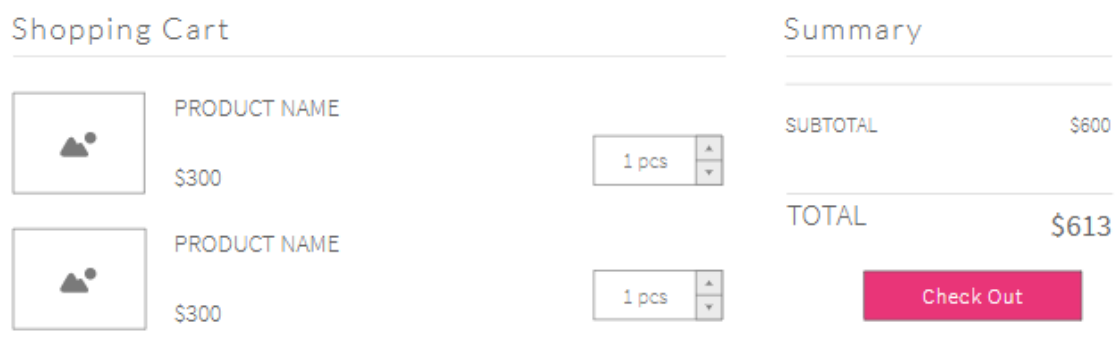 Shopping Cart
PRODUCT NAME
$300
1 pcs
PRODUCT NAME
$300
1 pcs
Summary
SUBTOTAL $600
TOTAL $613
Check Out